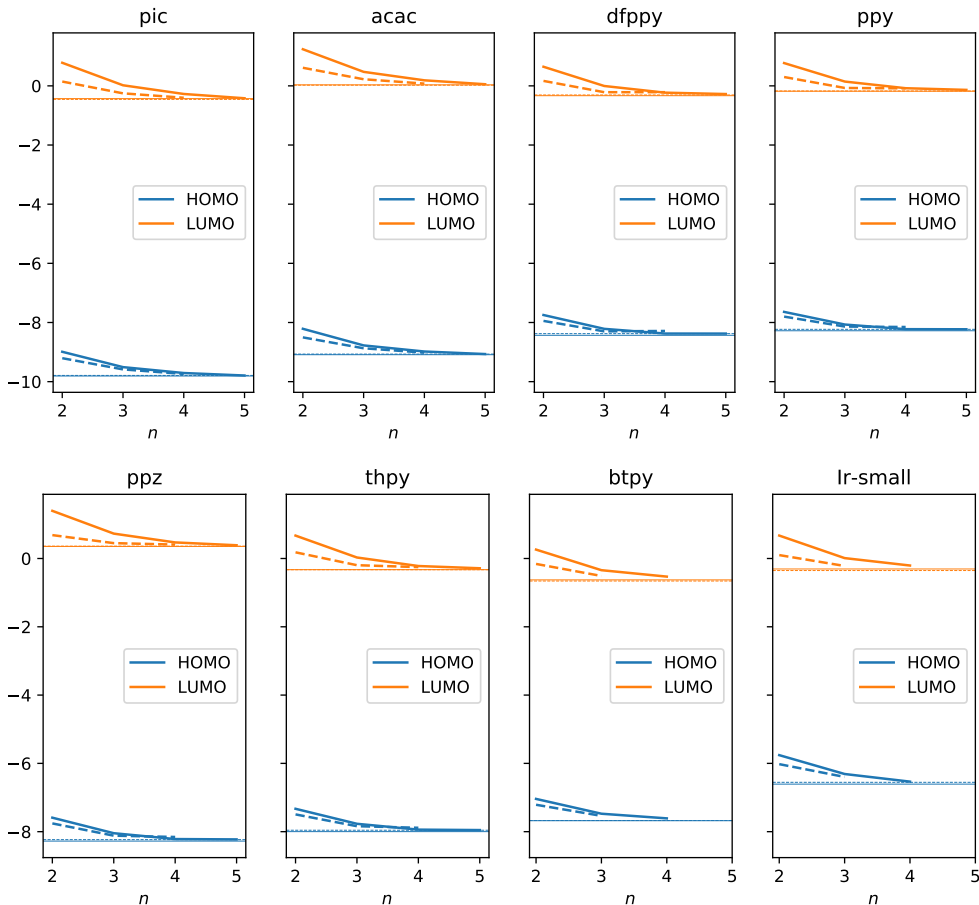 pic acac dfppy ppy
0
−2
−4
−6
−8
−10
HOMO
LUMO
HOMO
LUMO
HOMO
LUMO
HOMO
LUMO
2 3 4 5 2 3 4 5 2 3 4 5 2 3 4 5
n n n n
ppz thpy btpy Ir-small
0
−2
−4
−6
−8
HOMO
LUMO
HOMO
LUMO
HOMO
LUMO
HOMO
LUMO
2 3 4 5 2 3 4 5 2 3 4 5 2 3 4 5
n n n n